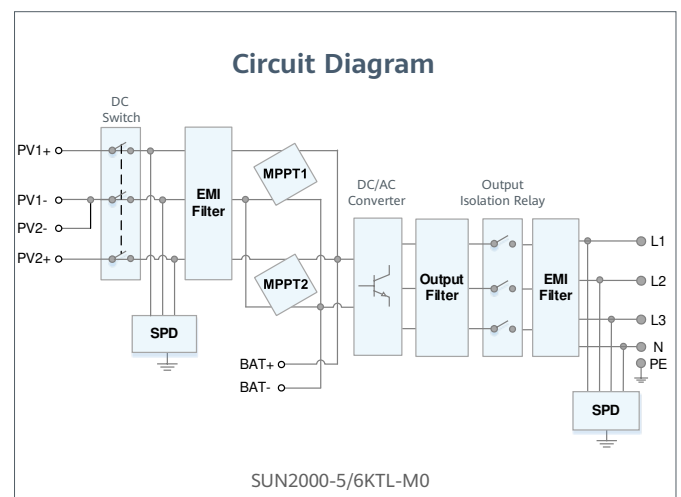 Circuit Diagram
DC
Switch
PV1+
PV1-
PV2-
PV2+
EMI
Filter
MPPT1
MPPT2
SPD
BAT+
BAT-
DC/AC
Converter
Output
Filter
Output
Isolation Relay
EMI
Filter
L1
L2
L3
N
PE
SPD
SUN2000-5/6KTL-M0